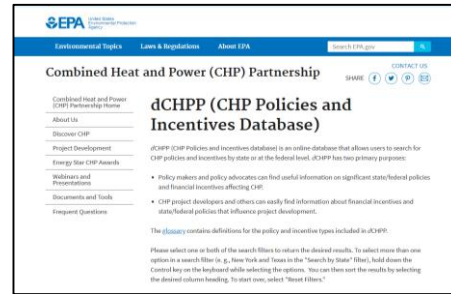 EPA United States Environmental Protection Agency
Environmental Topics Laws & Regulations About EPA Search EPA.gov
CONTACT US
Combined Heat and Power (CHP) Partnership SHARE
Combined Heat and Power (CHP) Partnership Home
About Us
Discover CHP
Project Development
Energy Star CHP Awards
Webinars and Presentations
Documents and Tools
Frequent Questions
dCHPP (CHP Policies and
Incentives Database)
dCHPP (CHP Policies and Incentives database) is an online database that allows users to search for
CHP policies and incentives by state or at the federal level. dCHPP has two primary purposes:
• Policy makers and policy advocates can find useful information on significant state/federal policies
and financial incentives affecting CHP.
• CHP project developers and others can easily find information about financial incentives and
state/federal policies that influence project development.
The glossary contains definitions for the policy and incentive types included in dCHPP.
Please select one or both of the search filters to return the desired results. To select more than one
option in a search filter (e. g., New York and Texas in the "Search by State" filter), hold down the
Control key on the keyboard while selecting the options. You can then sort the results by selecting
the desired column heading. To start over, select "Reset Filters."